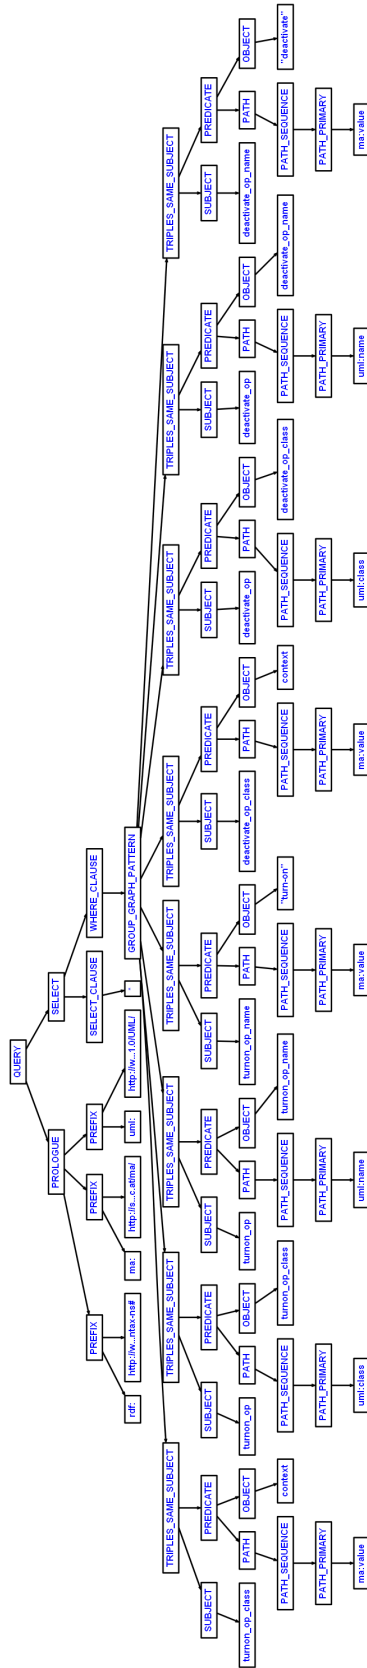 QUERY
PROLOGUE SELECT
PREFIX PREFIX PREFIX SELECT_CLAUSE WHERE_CLAUSE
rdf: http://w...ntax-ns# ma: http://s...c.at/ma/ uml: http://w...1.0/UML/ * GROUP_GRAPH_PATTERN
TRIPLES_SAME_SUBJECT TRIPLES_SAME_SUBJECT TRIPLES_SAME_SUBJECT TRIPLES_SAME_SUBJECT TRIPLES_SAME_SUBJECT TRIPLES_SAME_SUBJECT TRIPLES_SAME_SUBJECT TRIPLES_SAME_SUBJECT
SUBJECT PREDICATE SUBJECT PREDICATE SUBJECT PREDICATE SUBJECT PREDICATE SUBJECT PREDICATE SUBJECT PREDICATE SUBJECT PREDICATE SUBJECT PREDICATE
turnon_op_class PATH OBJECT turnon_op PATH OBJECT turnon_op PATH OBJECT turnon_op_name PATH OBJECT deactivate_op_class PATH OBJECT deactivate_op PATH OBJECT deactivate_op PATH OBJECT deactivate_op_name PATH OBJECT
PATH_SEQUENCE context PATH_SEQUENCE turnon_op_class PATH_SEQUENCE turnon_op_name PATH_SEQUENCE "turn-on" PATH_SEQUENCE context PATH_SEQUENCE deactivate_op_class PATH_SEQUENCE deactivate_op_name PATH_SEQUENCE "deactivate"
PATH_PRIMARY PATH_PRIMARY PATH_PRIMARY PATH_PRIMARY PATH_PRIMARY PATH_PRIMARY PATH_PRIMARY PATH_PRIMARY
ma:value uml:class uml:name ma:value ma:value uml:class uml:name ma:value